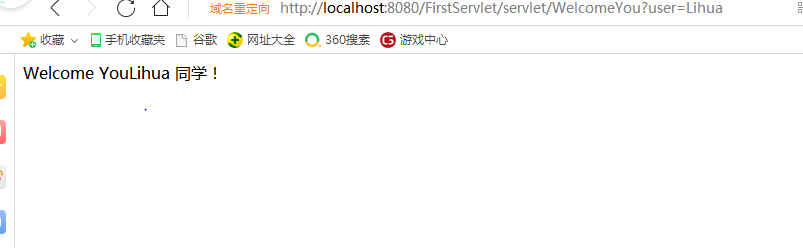 域名重定向 http://localhost:8080/FirstServlet/servlet/WelcomeYou?user=Lihua
收藏 手机收藏夹 谷歌 网址大全 360搜索 游戏中心
Welcome YouLihua 同学！